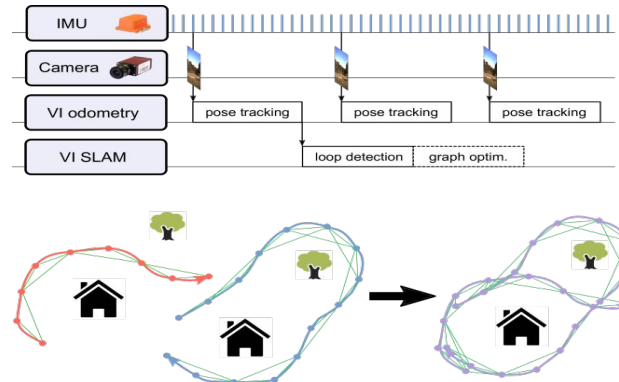 IMU
Camera
VI odometry
pose tracking
pose tracking
pose tracking
VI SLAM
loop detection
graph optim.